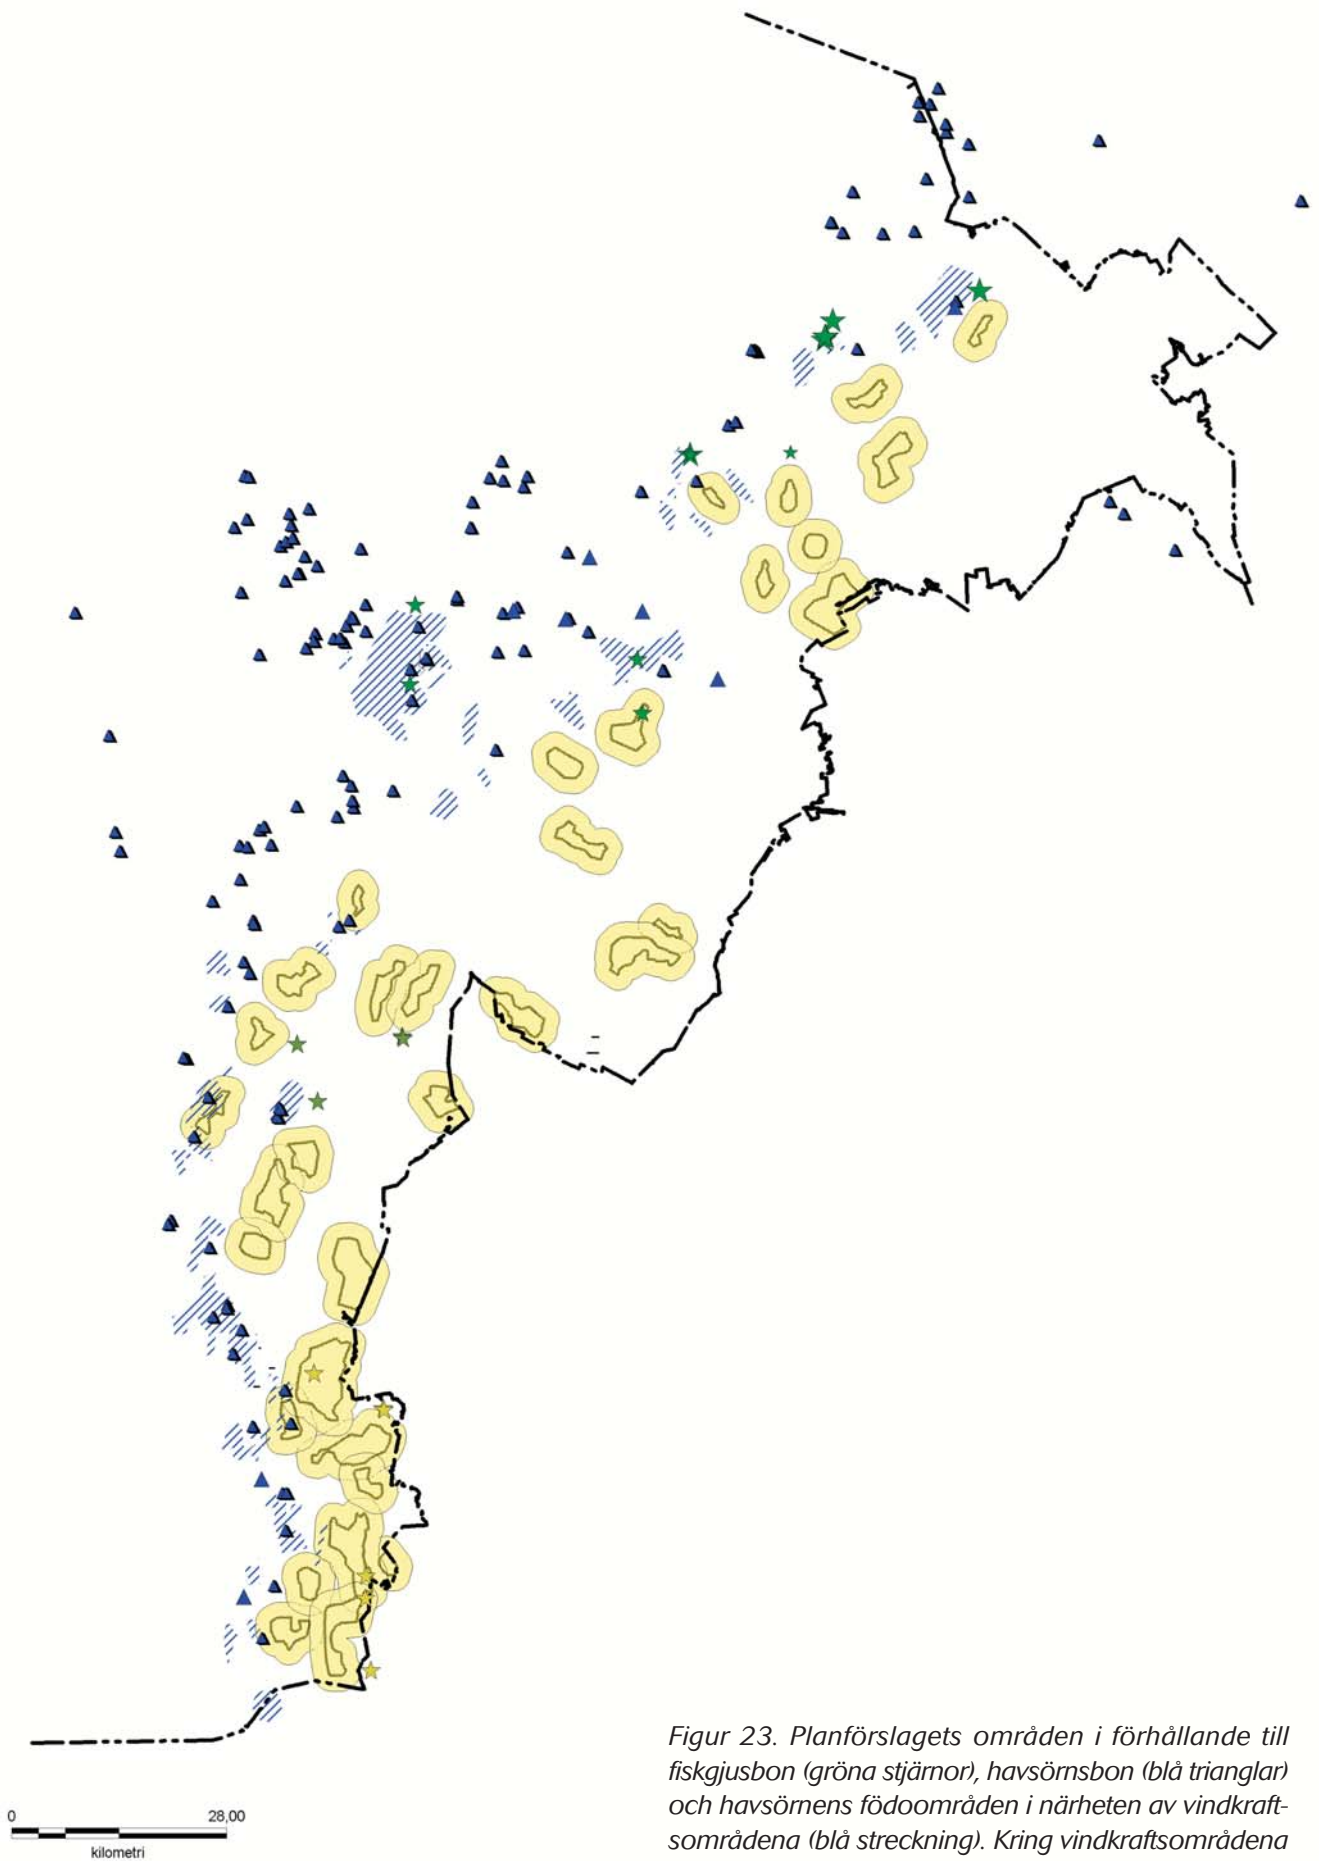 0 28,00
kilometri
Figur 23. Planförslagets områden i förhållande till
fiskgjusbon (gröna stjärnor), havsörnsbon (blå trianglar)
och havsörnens födoområden i närheten av vindkraft-
sområdena (blå streckning). Kring vindkraftsområdena